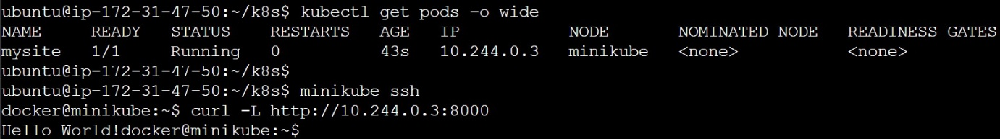 ubuntu@ip-172-31-47-50:~/k8s$ kubectl get pods -o wide
NAME READY STATUS RESTARTS AGE IP NODE NOMINATED NODE READINESS GATES
mysite 1/1 Running 0 43s 10.244.0.3 minikube <none> <none>
ubuntu@ip-172-31-47-50:~/k8s$
ubuntu@ip-172-31-47-50:~/k8s$ minikube ssh
docker@minikube:~$ curl -L http://10.244.0.3:8000
Hello World!docker@minikube:~$